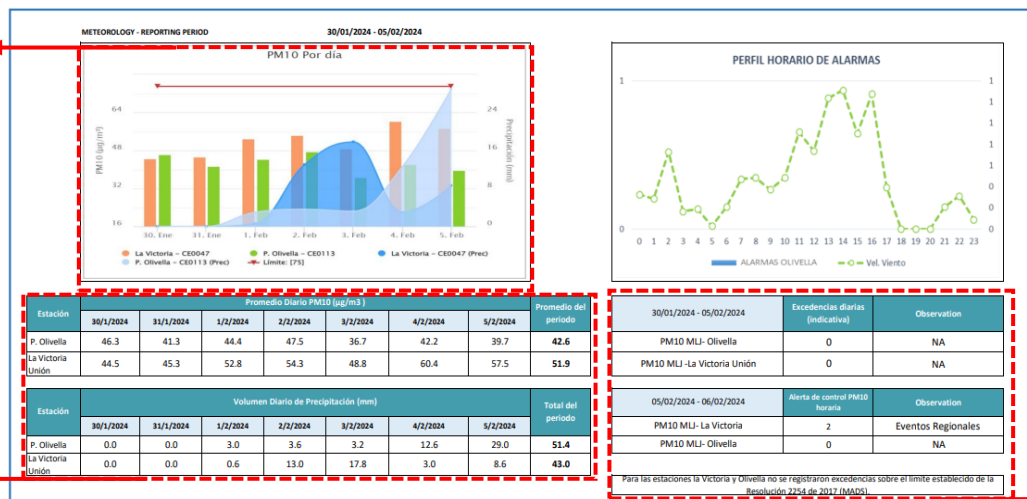 METEOROLOGY - REPORTING PERIOD 30/01/2024 - 05/02/2024
PM10 Por día
64
48
32
16
PM10 (µg/m³)
24
16
8
0
Precipitación (mm)
30. Ene 31. Ene 1. Feb 2. Feb 3. Feb 4. Feb 5. Feb
La Victoria – CE0047 P. Olivella – CE0113 La Victoria – CE0047 (Prec)
P. Olivella – CE0113 (Prec) Límite: [75]
PERFIL HORARIO DE ALARMAS
1
0
1
1
1
1
1
0
0
0
0 1 2 3 4 5 6 7 8 9 10 11 12 13 14 15 16 17 18 19 20 21 22 23
ALARMAS OLIVELLA Vel. Viento
Estación Promedio Diario PM10 (µg/m3 ) Promedio del periodo
30/1/2024 31/1/2024 1/2/2024 2/2/2024 3/2/2024 4/2/2024 5/2/2024
P. Olivella 46.3 41.3 44.4 47.5 36.7 42.2 39.7 42.6
La Victoria Unión 44.5 45.3 52.8 54.3 48.8 60.4 57.5 51.9
Estación Volumen Diario de Precipitación (mm) Total del periodo
30/1/2024 31/1/2024 1/2/2024 2/2/2024 3/2/2024 4/2/2024 5/2/2024
P. Olivella 0.0 0.0 3.0 3.6 3.2 12.6 29.0 51.4
La Victoria Unión 0.0 0.0 0.6 13.0 17.8 3.0 8.6 43.0
30/01/2024 - 05/02/2024 Excedencias diarias (indicativa) Observation
PM10 MLJ- Olivella 0 NA
PM10 MLJ -La Victoria Unión 0 NA
05/02/2024 - 06/02/2024 Alerta de control PM10 horaria Observation
PM10 MLJ- La Victoria 2 Eventos Regionales
PM10 MLJ- Olivella 0 NA
Para las estaciones la Victoria y Olivella no se registraron excedencias sobre el límite establecido de la
Resolución 2254 de 2017 (MADS).